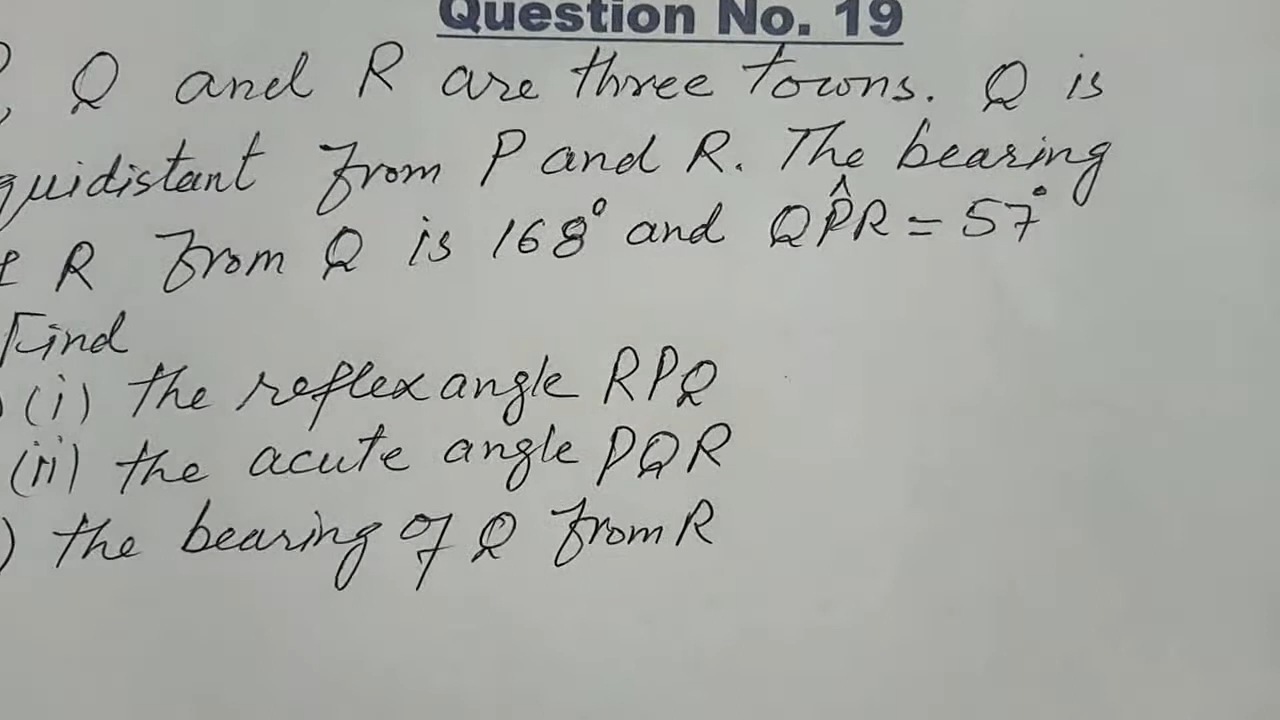 Question No. 19
, Q and R are three towns. Q is
quidistant from P and R. The bearing
R from Q is 168° and QP̂R = 57°
Find
(i) the reflex angle RPQ
(ii) the acute angle PQR
) the bearing of Q from R